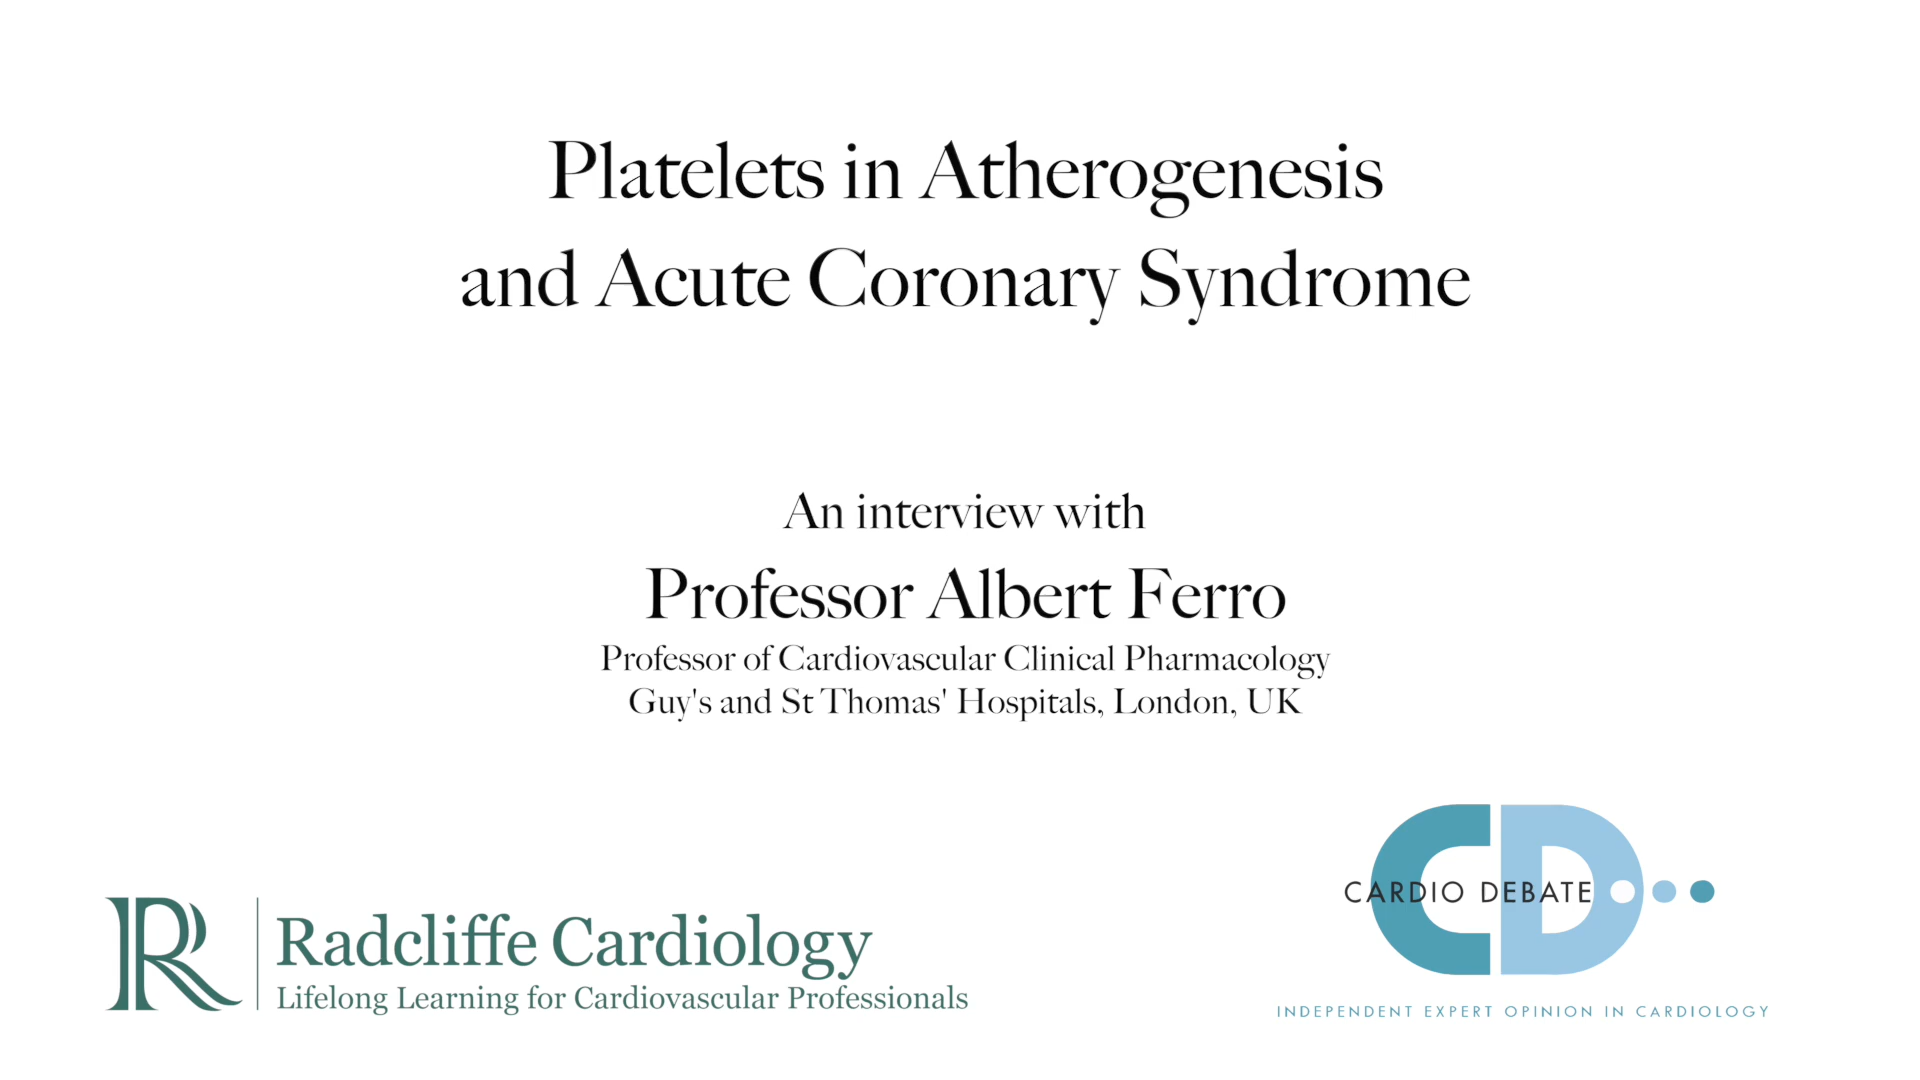 Platelets in Atherogenesis
and Acute Coronary Syndrome
An interview with
Professor Albert Ferro
Professor of Cardiovascular Clinical Pharmacology
Guy's and St Thomas' Hospitals, London, UK
R
Radcliffe Cardiology
Lifelong Learning for Cardiovascular Professionals
CD
CARDIO DEBATE
INDEPENDENT EXPERT OPINION IN CARDIOLOGY